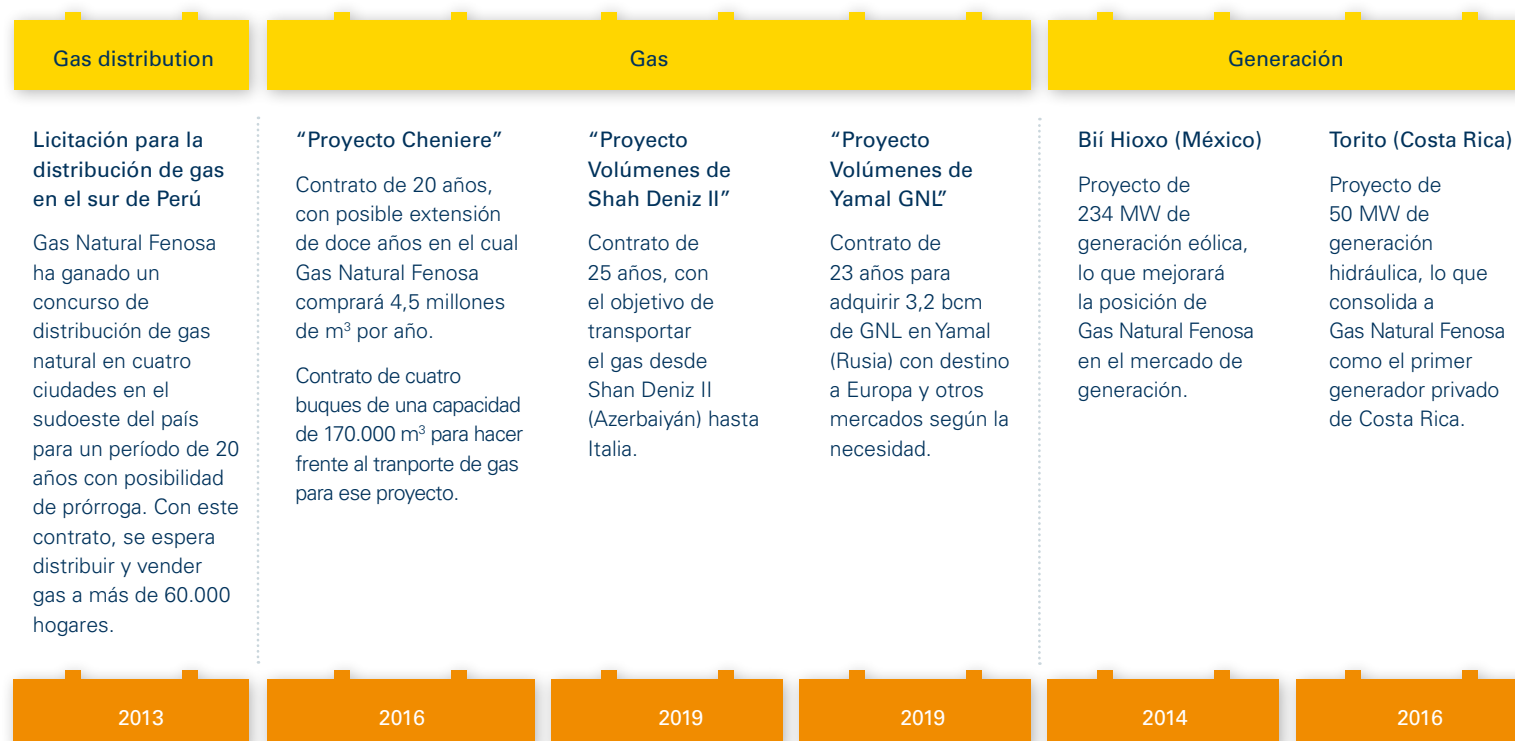 Gas distribution
Gas
Generación
Licitación para la
distribución de gas
en el sur de Perú
Gas Natural Fenosa
ha ganado un
concurso de
distribución de gas
natural en cuatro
ciudades en el
sudoeste del país
para un período de 20
años con posibilidad
de prórroga. Con este
contrato, se espera
distribuir y vender
gas a más de 60.000
hogares.
“Proyecto Cheniere”
Contrato de 20 años,
con posible extensión
de doce años en el cual
Gas Natural Fenosa
comprará 4,5 millones
de m³ por año.
Contrato de cuatro
buques de una capacidad
de 170.000 m³ para hacer
frente al tranporte de gas
para ese proyecto.
“Proyecto
Volúmenes de
Shah Deniz II”
Contrato de
25 años, con
el objetivo de
transportar
el gas desde
Shan Deniz II
(Azerbaiyán) hasta
Italia.
“Proyecto
Volúmenes de
Yamal GNL”
Contrato de
23 años para
adquirir 3,2 bcm
de GNL en Yamal
(Rusia) con destino
a Europa y otros
mercados según la
necesidad.
Bií Hioxo (México)
Proyecto de
234 MW de
generación eólica,
lo que mejorará
la posición de
Gas Natural Fenosa
en el mercado de
generación.
Torito (Costa Rica)
Proyecto de
50 MW de
generación
hidráulica, lo que
consolida a
Gas Natural Fenosa
como el primer
generador privado
de Costa Rica.
2013
2016
2019
2019
2014
2016